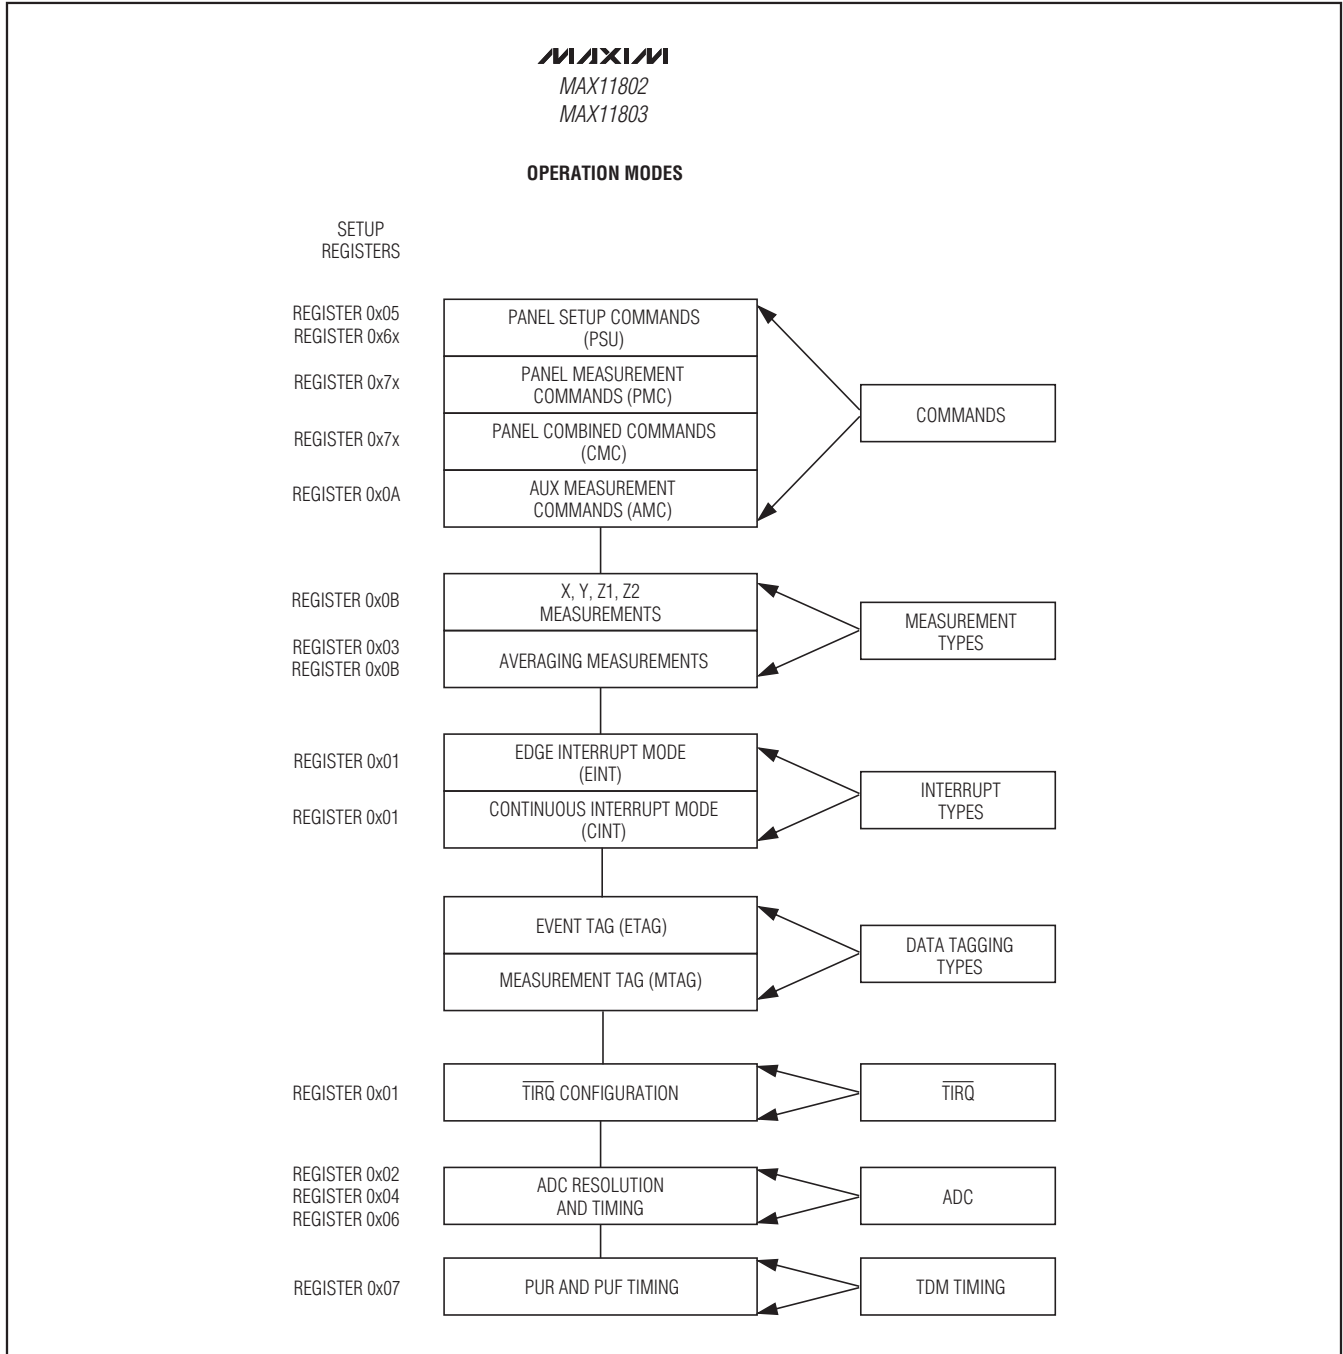 MAXIM
MAX11802
MAX11803
OPERATION MODES
SETUP
REGISTERS
REGISTER 0x05
REGISTER 0x6x
PANEL SETUP COMMANDS
(PSU)
REGISTER 0x7x
PANEL MEASUREMENT
COMMANDS (PMC)
COMMANDS
REGISTER 0x7x
PANEL COMBINED COMMANDS
(CMC)
REGISTER 0x0A
AUX MEASUREMENT
COMMANDS (AMC)
REGISTER 0x0B
X, Y, Z1, Z2
MEASUREMENTS
MEASUREMENT
TYPES
REGISTER 0x03
REGISTER 0x0B
AVERAGING MEASUREMENTS
REGISTER 0x01
EDGE INTERRUPT MODE
(EINT)
INTERRUPT
TYPES
REGISTER 0x01
CONTINUOUS INTERRUPT MODE
(CINT)
EVENT TAG (ETAG)
DATA TAGGING
TYPES
MEASUREMENT TAG (MTAG)
REGISTER 0x01
T̅I̅R̅Q̅ CONFIGURATION
T̅I̅R̅Q̅
REGISTER 0x02
REGISTER 0x04
REGISTER 0x06
ADC RESOLUTION
AND TIMING
ADC
REGISTER 0x07
PUR AND PUF TIMING
TDM TIMING